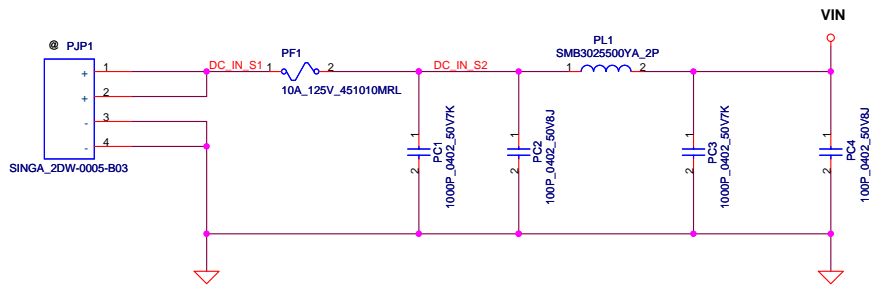 VIN
@ PJP1
1
+
2
+
3
-
4
-
SINGA_2DW-0005-B03
DC_IN_S1
PF1
1
2
10A_125V_451010MRL
DC_IN_S2
PL1
SMB3025500YA_2P
1
2
1
2
PC1
1000P_0402_50V7K
1
2
PC2
100P_0402_50V8J
1
2
PC3
1000P_0402_50V7K
1
2
PC4
100P_0402_50V8J